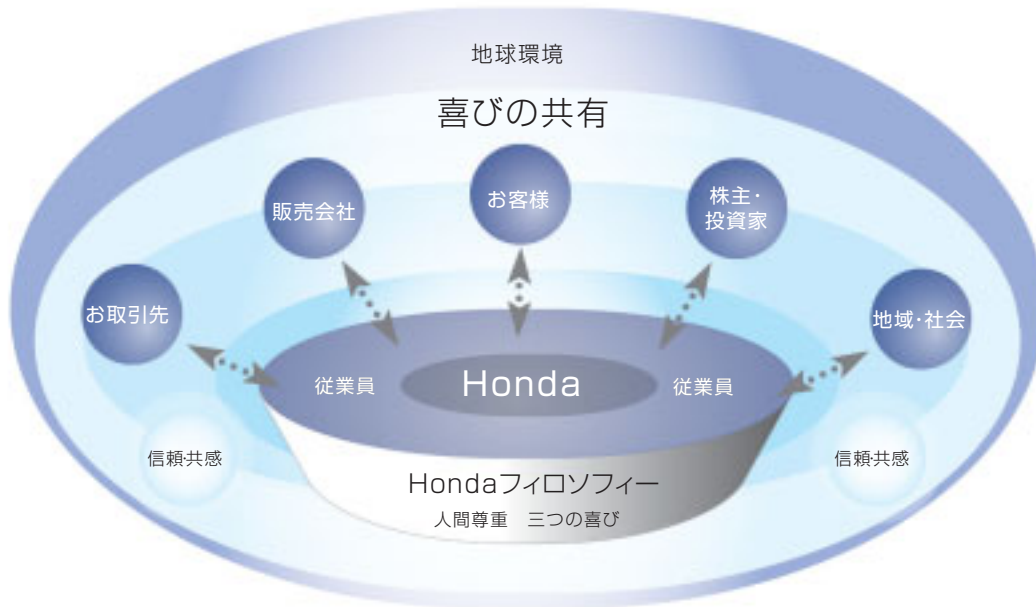 地球環境
喜びの共有
お客様
販売会社
株主・
投資家
お取引先
地域・社会
従業員
Honda
従業員
信頼・共感
信頼・共感
Hondaフィロソフィー
人間尊重　三つの喜び